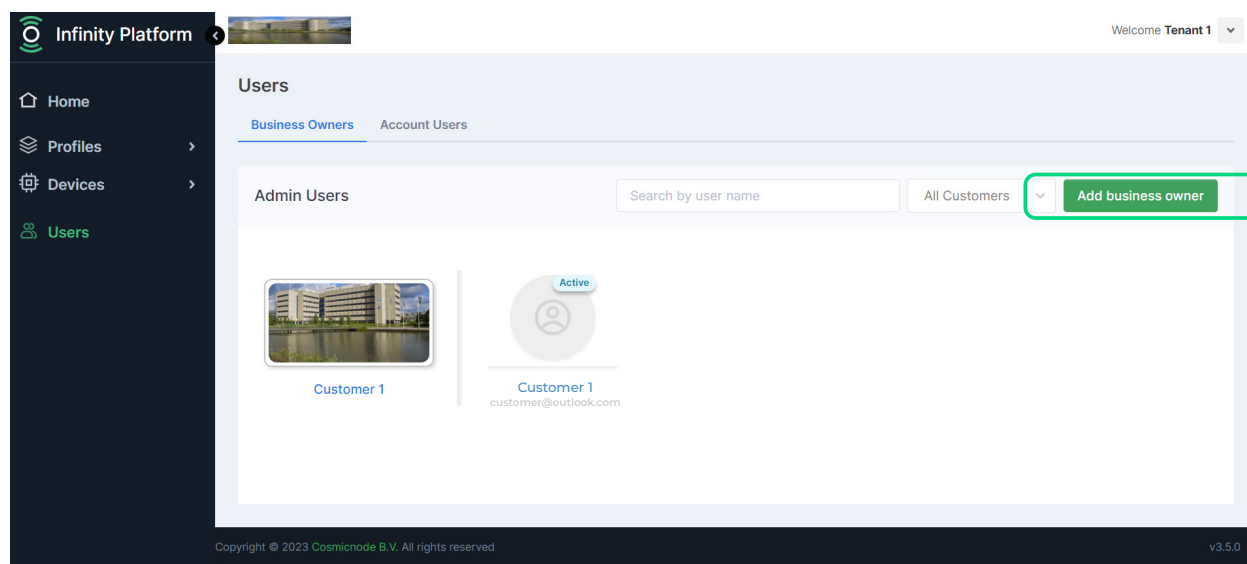 Infinity Platform
Welcome Tenant 1
Home
Profiles
Devices
Users
Users
Business Owners Account Users
Admin Users
Search by user name
All Customers
Add business owner
Active
Customer 1
Customer 1
customer@outlook.com
Copyright © 2023 Cosmicnode B.V. All rights reserved
v3.5.0